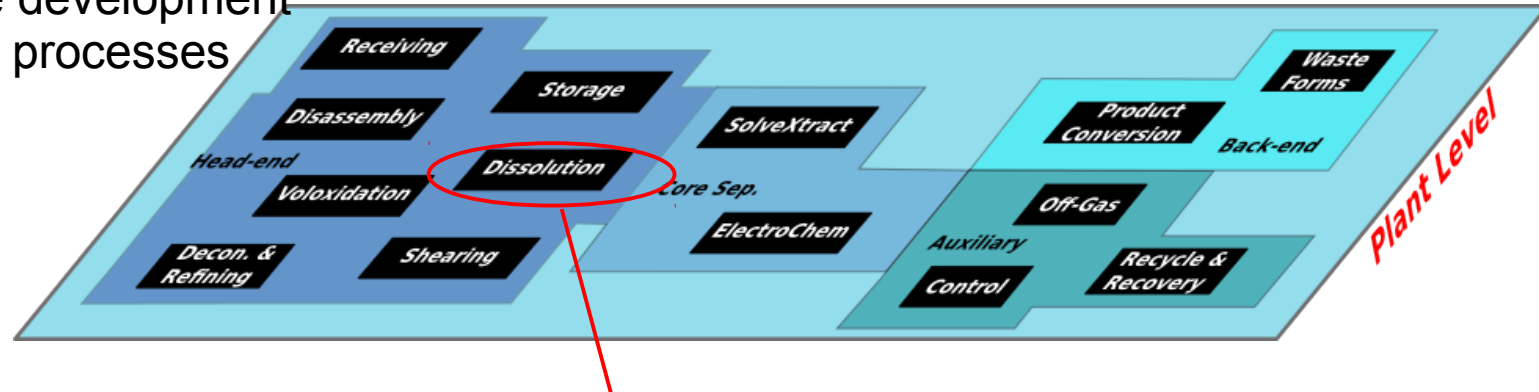 e development
processes
Receiving
Storage
Disassembly
Head-end
Dissolution
Voloxidation
Decon. &
Refining
Shearing
SolveXtract
Core Sep.
ElectroChem
Product
Conversion
Waste
Forms
Back-end
Off-Gas
Auxiliary
Control
Recycle &
Recovery
Plant Level